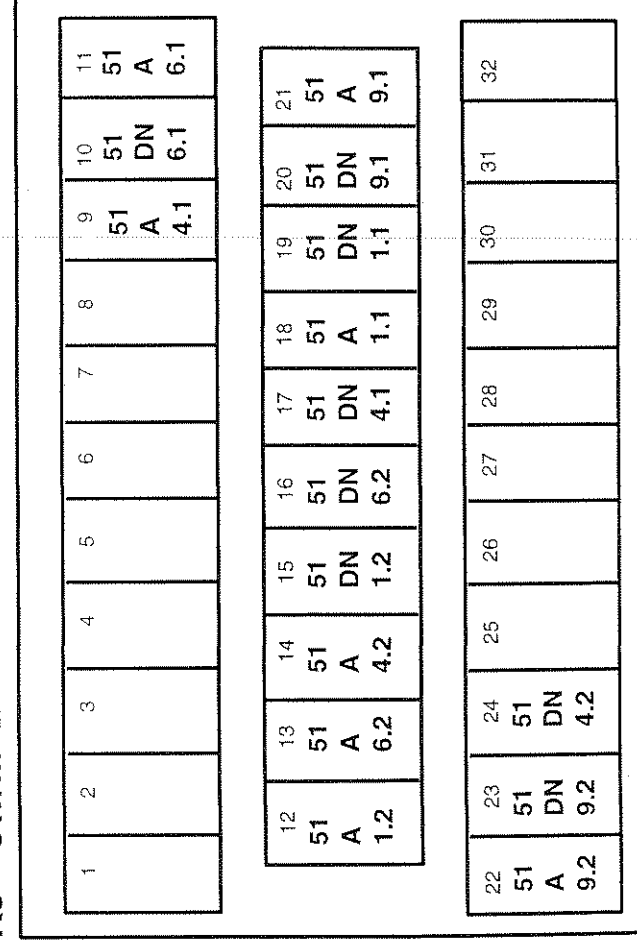 1 2 3 4 5 6 7 8 9 10 11
51 51 51
A DN A
4.1 6.1 6.1
12 13 14 15 16 17 18 19 20 21
51 51 51 51 51 51 51 51 51 51
A A A DN DN DN A DN DN A
1.2 6.2 4.2 1.2 6.2 4.1 1.1 1.1 9.1 9.1
22 23 24 25 26 27 28 29 30 31 32
51 51 51
A DN DN
9.2 9.2 4.2